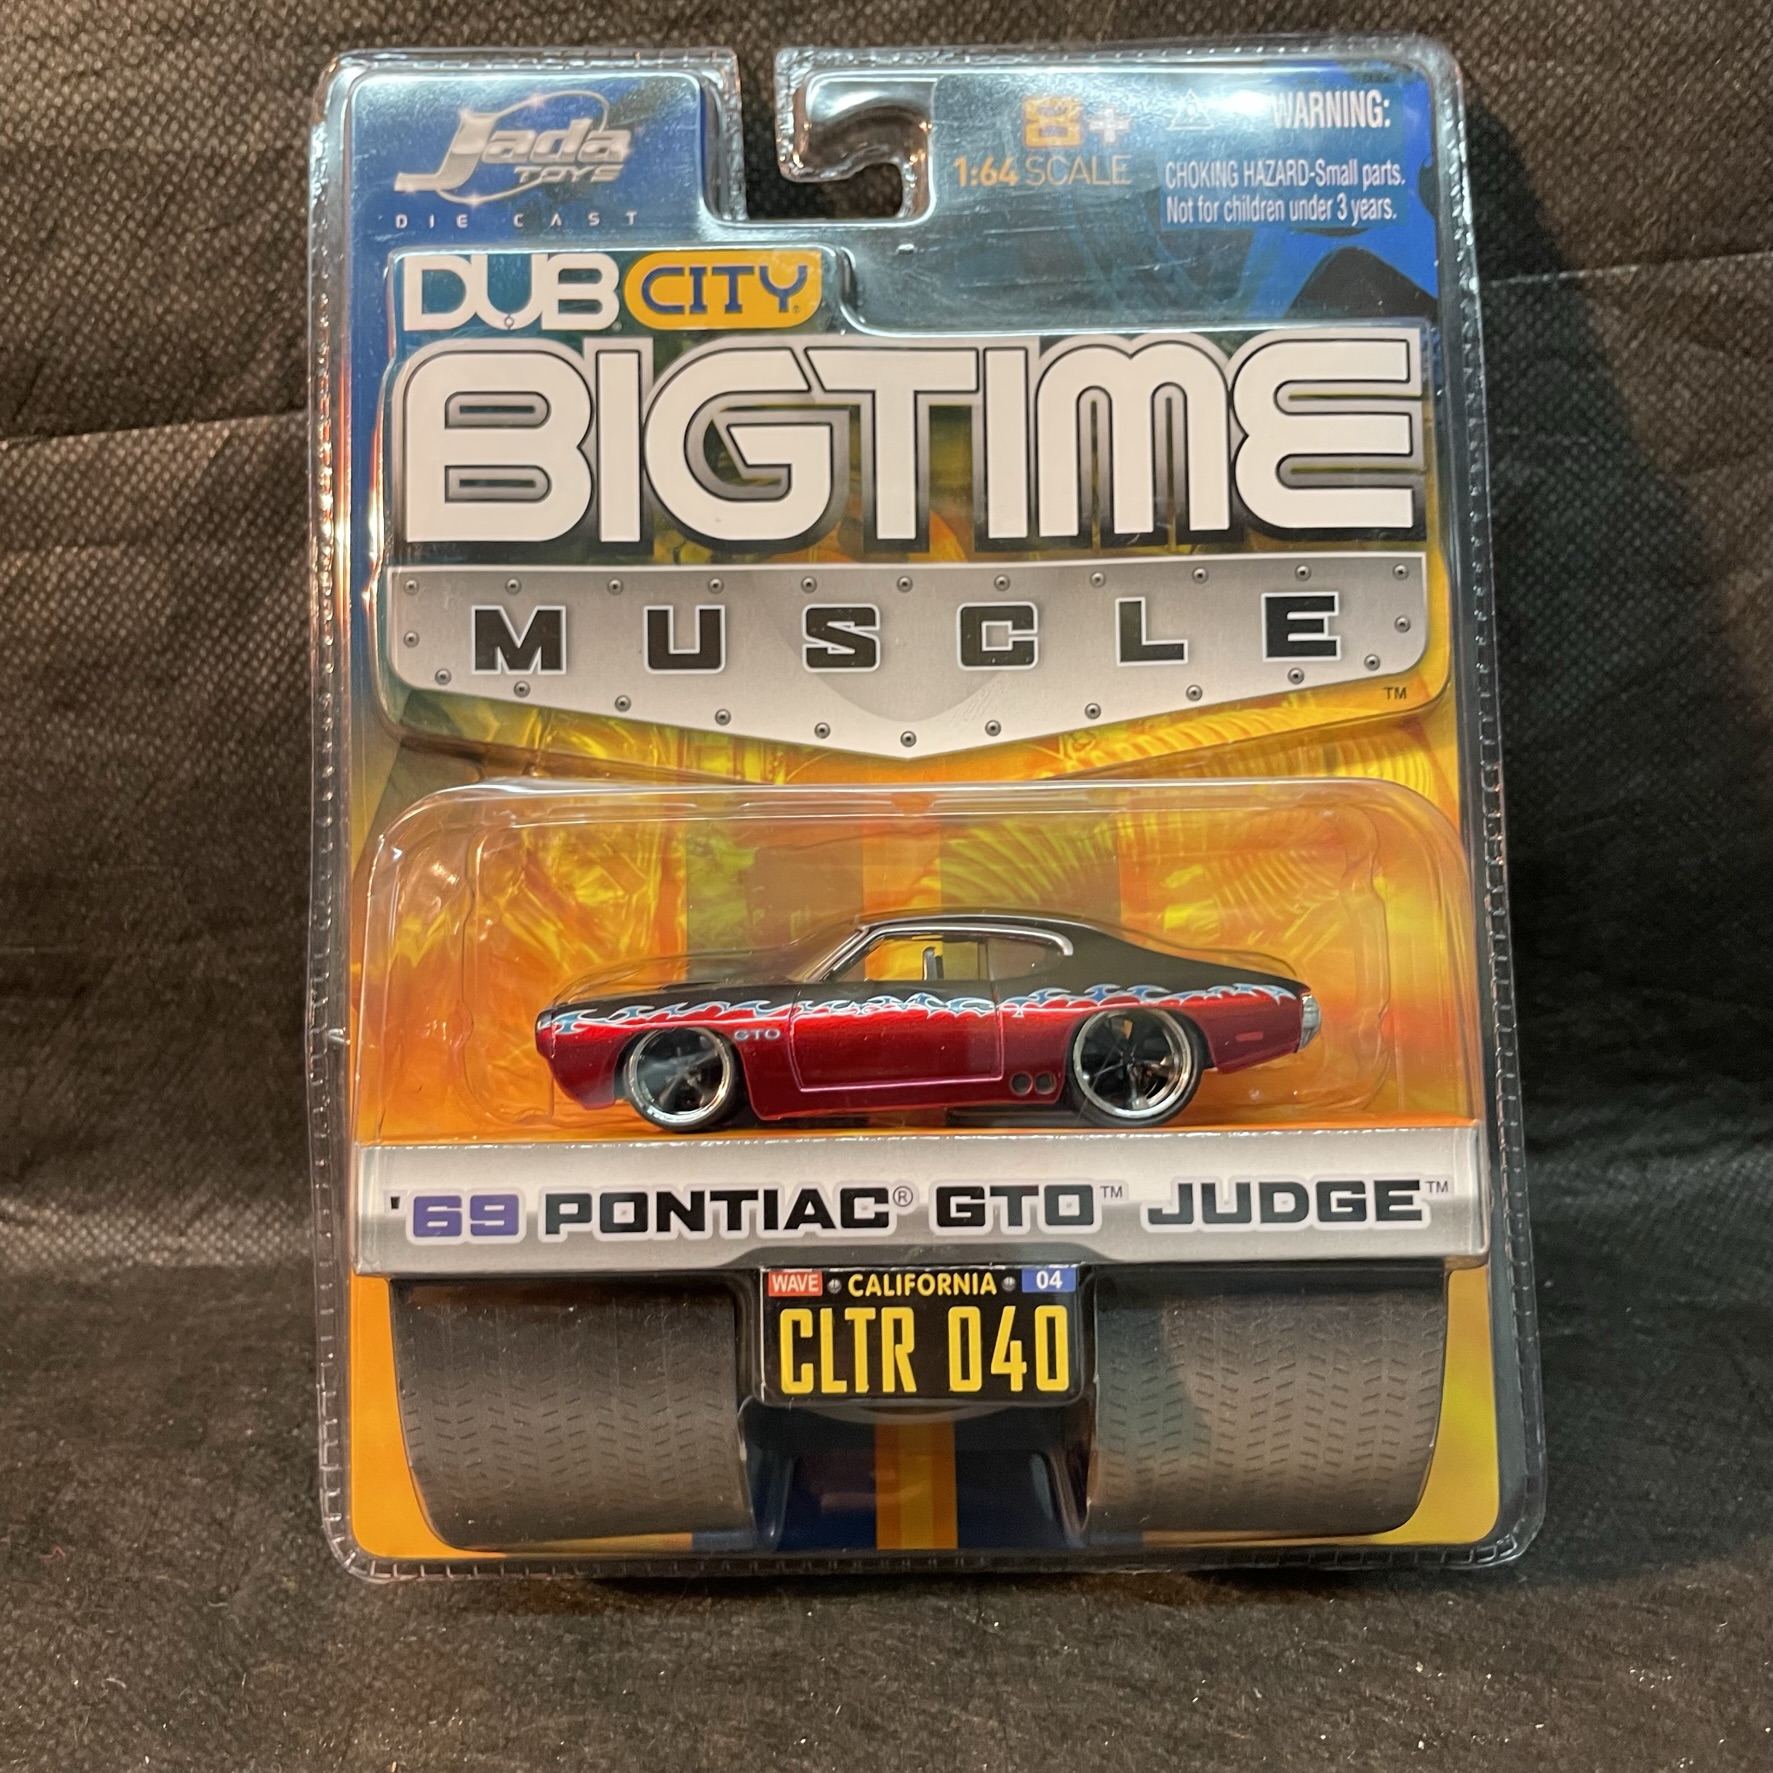 Jada
TOYS
DIE CAST
8+
1:64 SCALE
WARNING:
CHOKING HAZARD-Small parts.
Not for children under 3 years.
DUB CITY®
BIGTIME
MUSCLE
TM
GTO
'69 PONTIAC® GTO™ JUDGE™
WAVE CALIFORNIA 04
CLTR 040